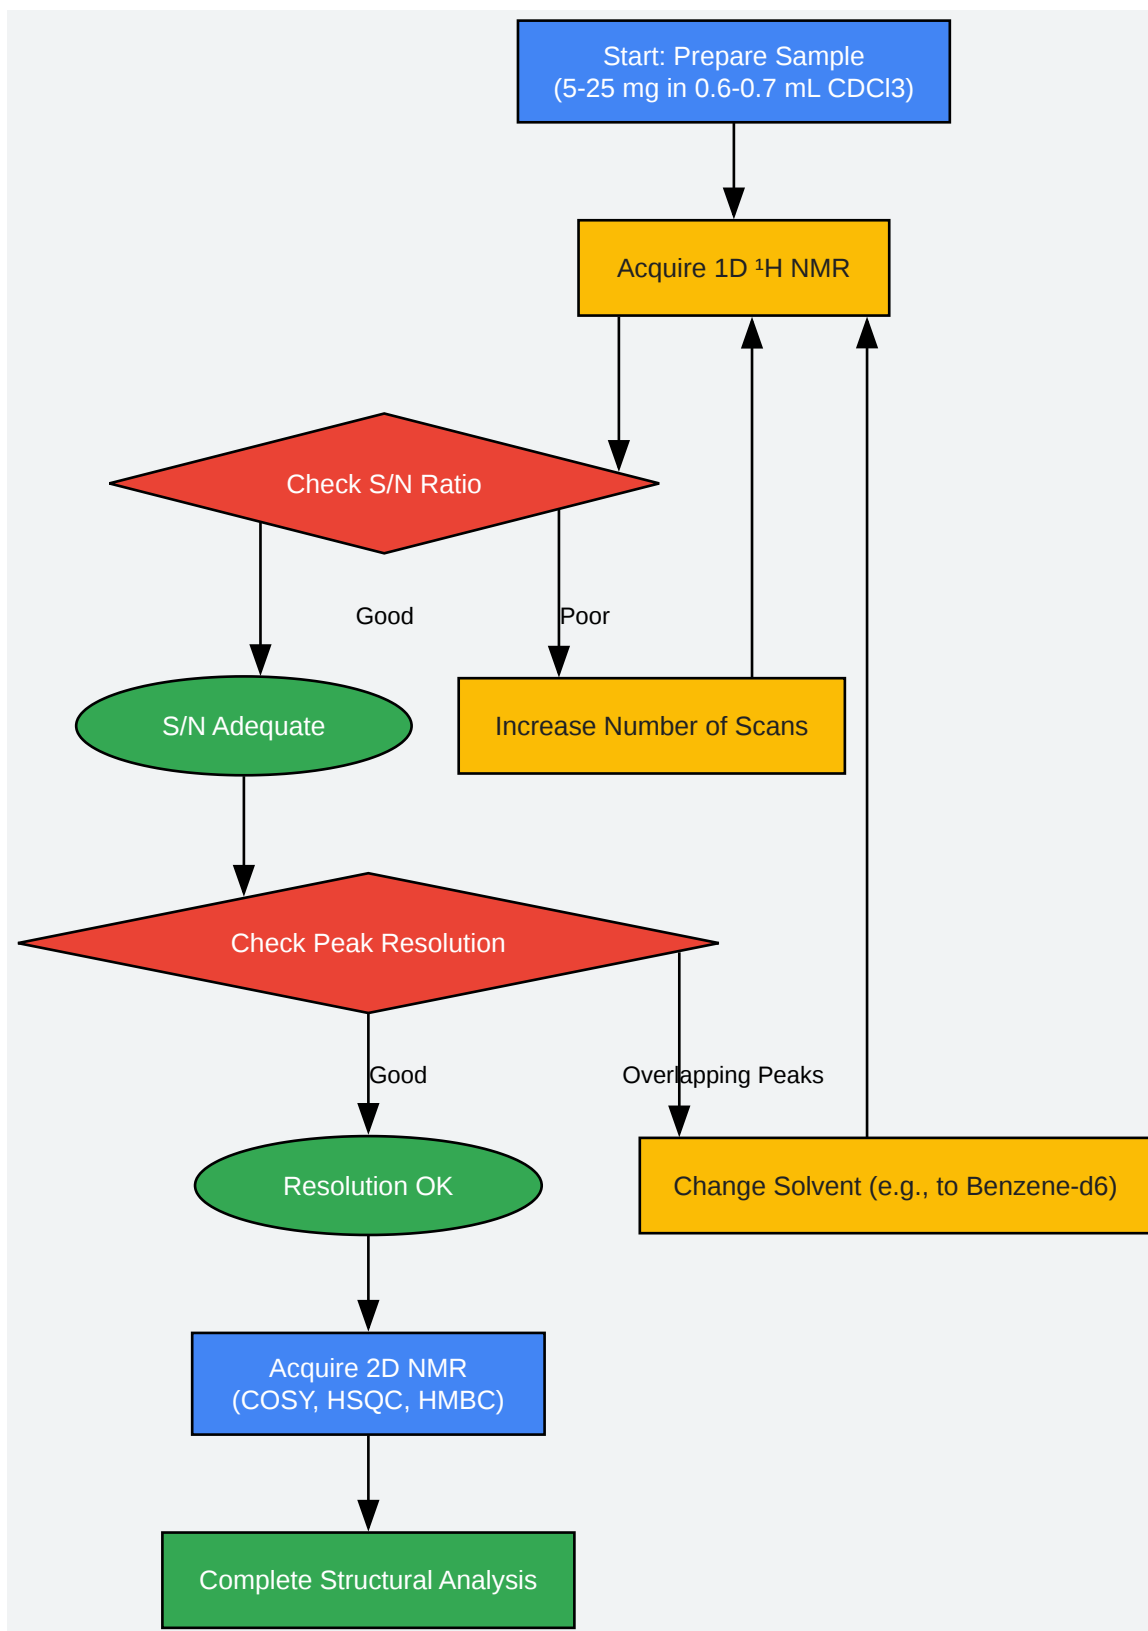 Start: Prepare Sample
(5-25 mg in 0.6-0.7 mL CDCl3)
Acquire 1D ¹H NMR
Check S/N Ratio
Good
Poor
S/N Adequate
Increase Number of Scans
Check Peak Resolution
Good
Overlapping Peaks
Resolution OK
Change Solvent (e.g., to Benzene-d6)
Acquire 2D NMR
(COSY, HSQC, HMBC)
Complete Structural Analysis